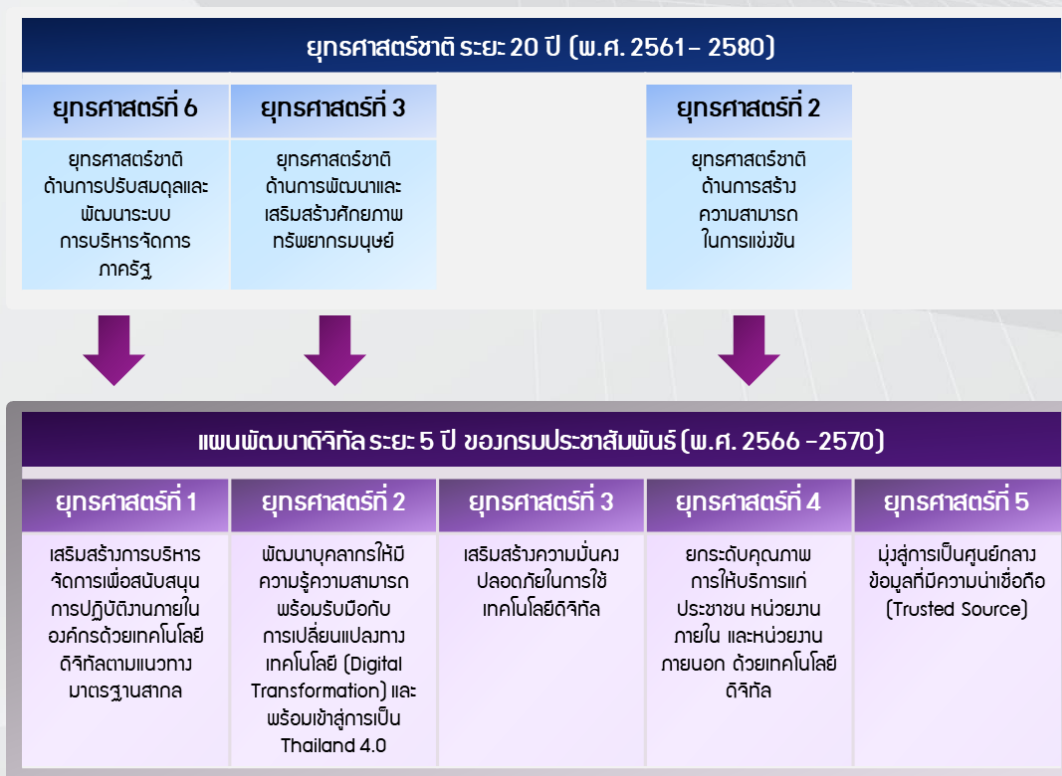 ยุทธศาสตร์ชาติ ระยะ 20 ปี (พ.ศ. 2561 – 2580)
ยุทธศาสตร์ที่ 6
ยุทธศาสตร์ชาติ
ด้านการปรับสมดุลและ
พัฒนาระบบ
การบริหารจัดการ
ภาครัฐ
ยุทธศาสตร์ที่ 3
ยุทธศาสตร์ชาติ
ด้านการพัฒนาและ
เสริมสร้างศักยภาพ
ทรัพยากรมนุษย์
ยุทธศาสตร์ที่ 2
ยุทธศาสตร์ชาติ
ด้านการสร้าง
ความสามารถ
ในการแข่งขัน
แผนพัฒนาดิจิทัล ระยะ 5 ปี ของกรมประชาสัมพันธ์ (พ.ศ. 2566 –2570)
ยุทธศาสตร์ที่ 1
เสริมสร้างการบริหาร
จัดการเพื่อสนับสนุน
การปฏิบัติงานภายใน
องค์กรด้วยเทคโนโลยี
ดิจิทัลตามแนวทาง
มาตรฐานสากล
ยุทธศาสตร์ที่ 2
พัฒนาบุคลากรให้มี
ความรู้ความสามารถ
พร้อมรับมือกับ
การเปลี่ยนแปลงทาง
เทคโนโลยี (Digital
Transformation) และ
พร้อมเข้าสู่การเป็น
Thailand 4.0
ยุทธศาสตร์ที่ 3
เสริมสร้างความมั่นคง
ปลอดภัยในการใช้
เทคโนโลยีดิจิทัล
ยุทธศาสตร์ที่ 4
ยกระดับคุณภาพ
การให้บริการแก่
ประชาชน หน่วยงาน
ภายใน และหน่วยงาน
ภายนอก ด้วยเทคโนโลยี
ดิจิทัล
ยุทธศาสตร์ที่ 5
มุ่งสู่การเป็นศูนย์กลาง
ข้อมูลที่มีความน่าเชื่อถือ
(Trusted Source)